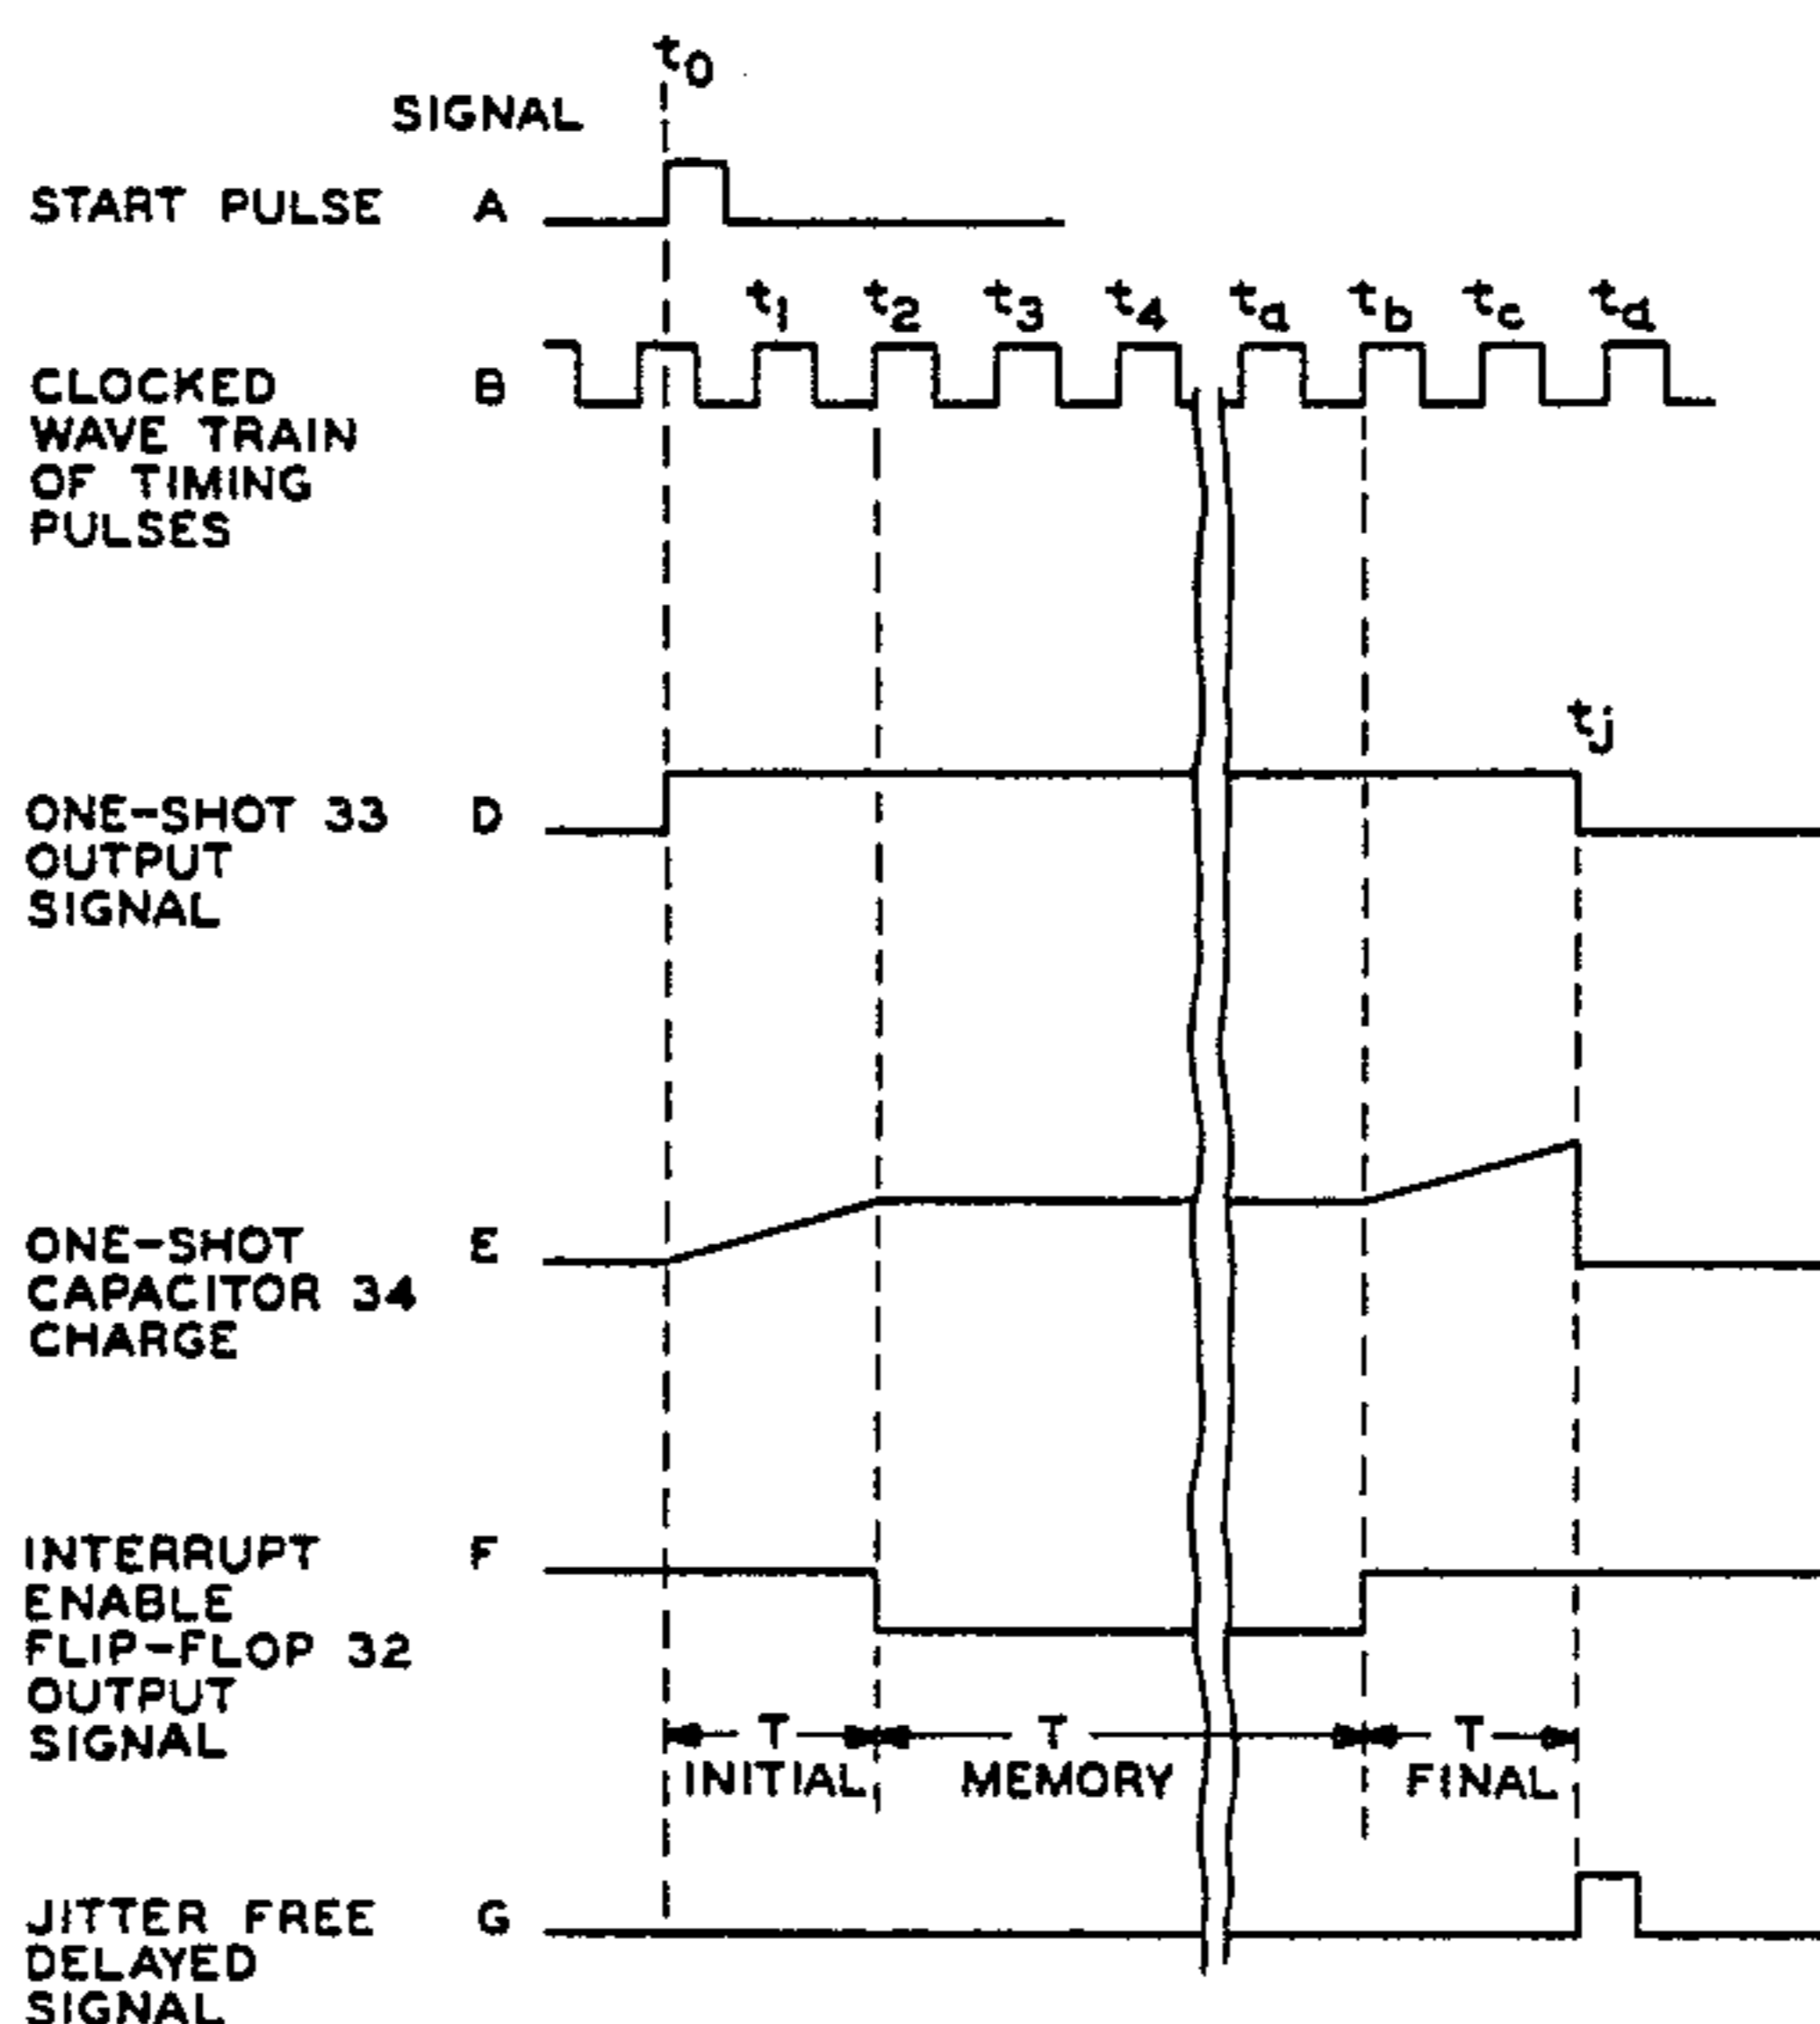 t0
SIGNAL
START PULSE A
t1 t2 t3 t4 ta tb tc td
CLOCKED B
WAVE TRAIN
OF TIMING
PULSES
tj
ONE-SHOT 33 D
OUTPUT
SIGNAL
ONE-SHOT E
CAPACITOR 34
CHARGE
INTERRUPT F
ENABLE
FLIP-FLOP 32
OUTPUT
SIGNAL
T T T
INITIAL MEMORY FINAL
JITTER FREE G
DELAYED
SIGNAL